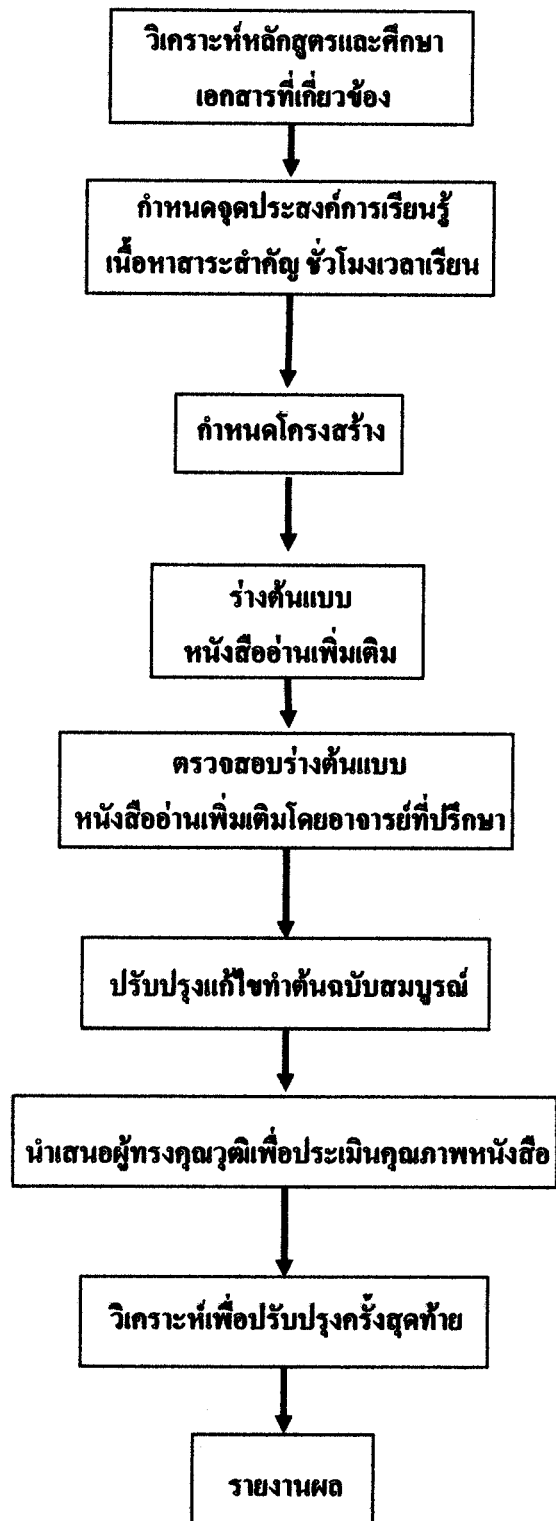 วิเคราะห์หลักสูตรและศึกษา
เอกสารที่เกี่ยวข้อง
กำหนดจุดประสงค์การเรียนรู้
เนื้อหาสาระสำคัญ ชั่วโมงเวลาเรียน
กำหนดโครงสร้าง
ร่างต้นแบบ
หนังสืออ่านเพิ่มเติม
ตรวจสอบร่างต้นแบบ
หนังสืออ่านเพิ่มเติมโดยอาจารย์ที่ปรึกษา
ปรับปรุงแก้ไขทำต้นฉบับสมบูรณ์
นำเสนอผู้ทรงคุณวุฒิเพื่อประเมินคุณภาพหนังสือ
วิเคราะห์เพื่อปรับปรุงครั้งสุดท้าย
รายงานผล